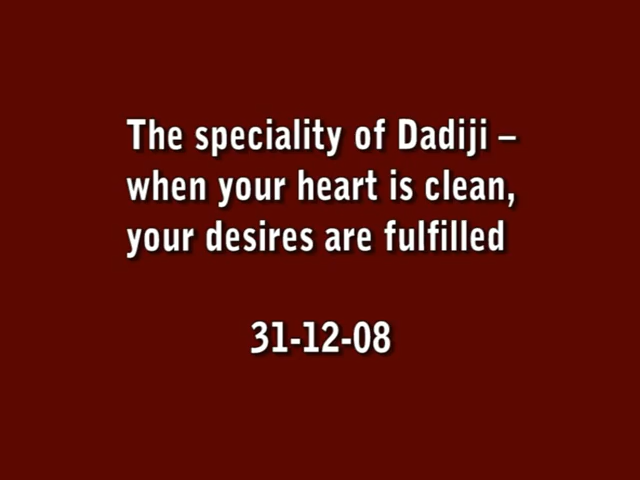 The speciality of Dadiji –
when your heart is clean,
your desires are fulfilled
31-12-08